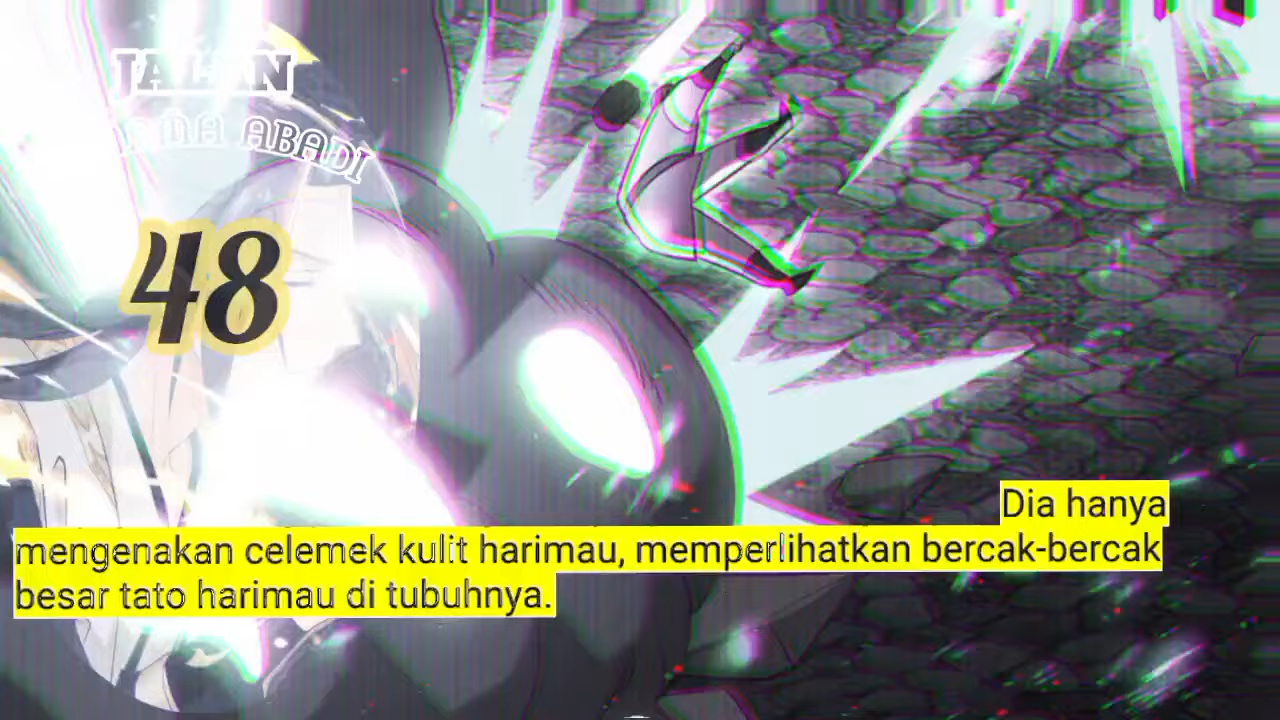 JALAN
ABADI
48
Dia hanya
mengenakan celemek kulit harimau, memperlihatkan bercak-bercak
besar tato harimau di tubuhnya.